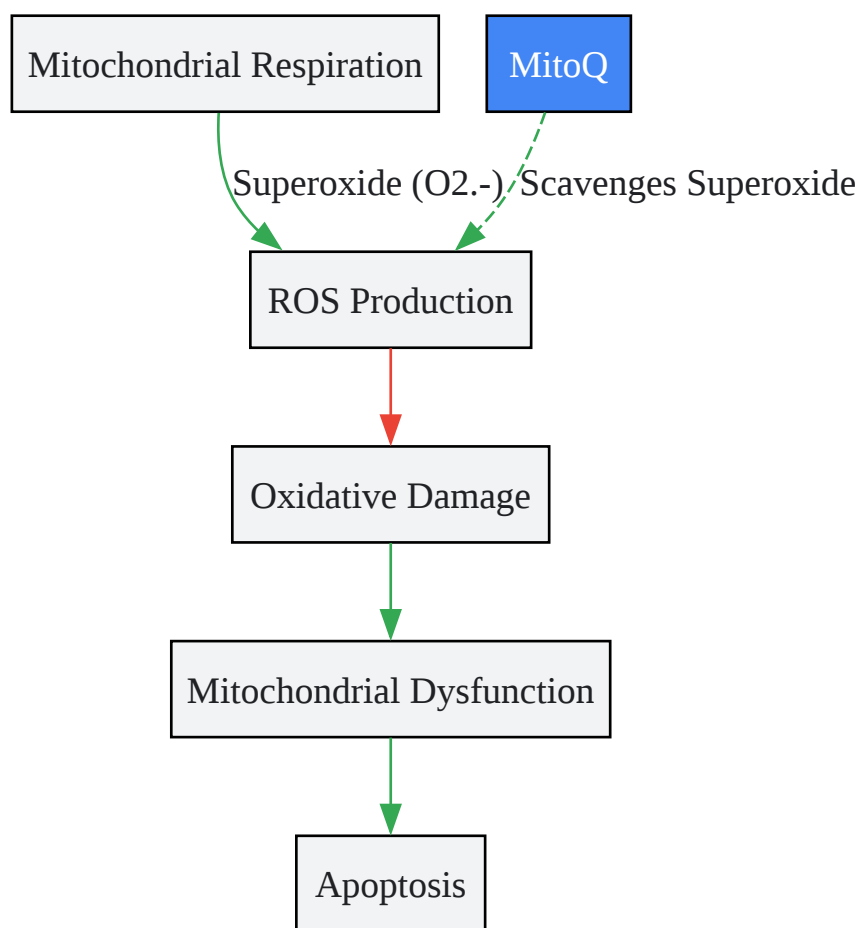 Mitochondrial Respiration
MitoQ
Superoxide (O2.-)
Scavenges Superoxide
ROS Production
Oxidative Damage
Mitochondrial Dysfunction
Apoptosis